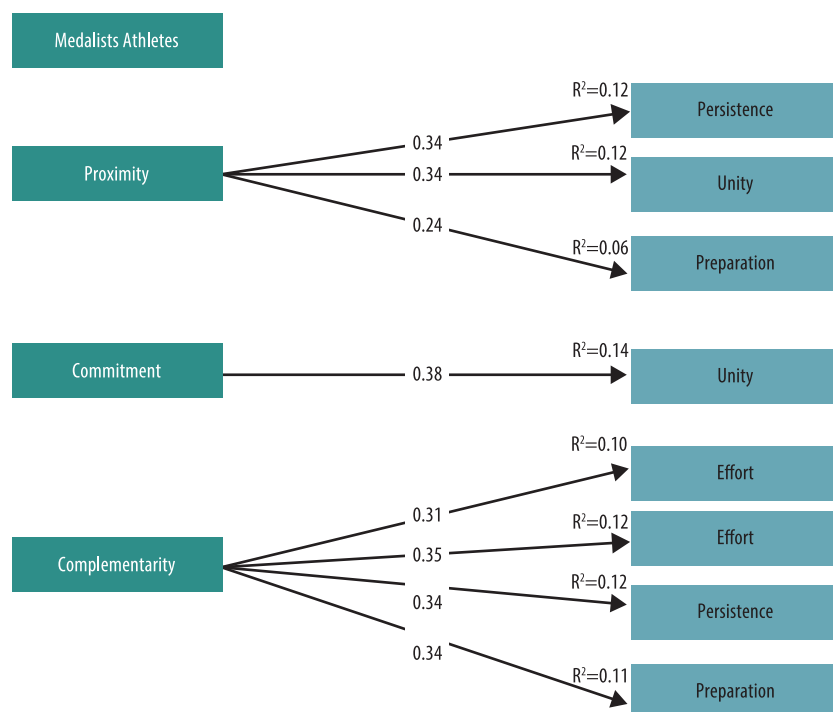 Medalists Athletes
R²=0.12
Persistence
0.34
Proximity
R²=0.12
0.34
Unity
0.24
R²=0.06
Preparation
Commitment
R²=0.14
0.38
Unity
R²=0.10
Effort
0.31
R²=0.12
Effort
0.35
Complementarity
R²=0.12
0.34
Persistence
0.34
R²=0.11
Preparation